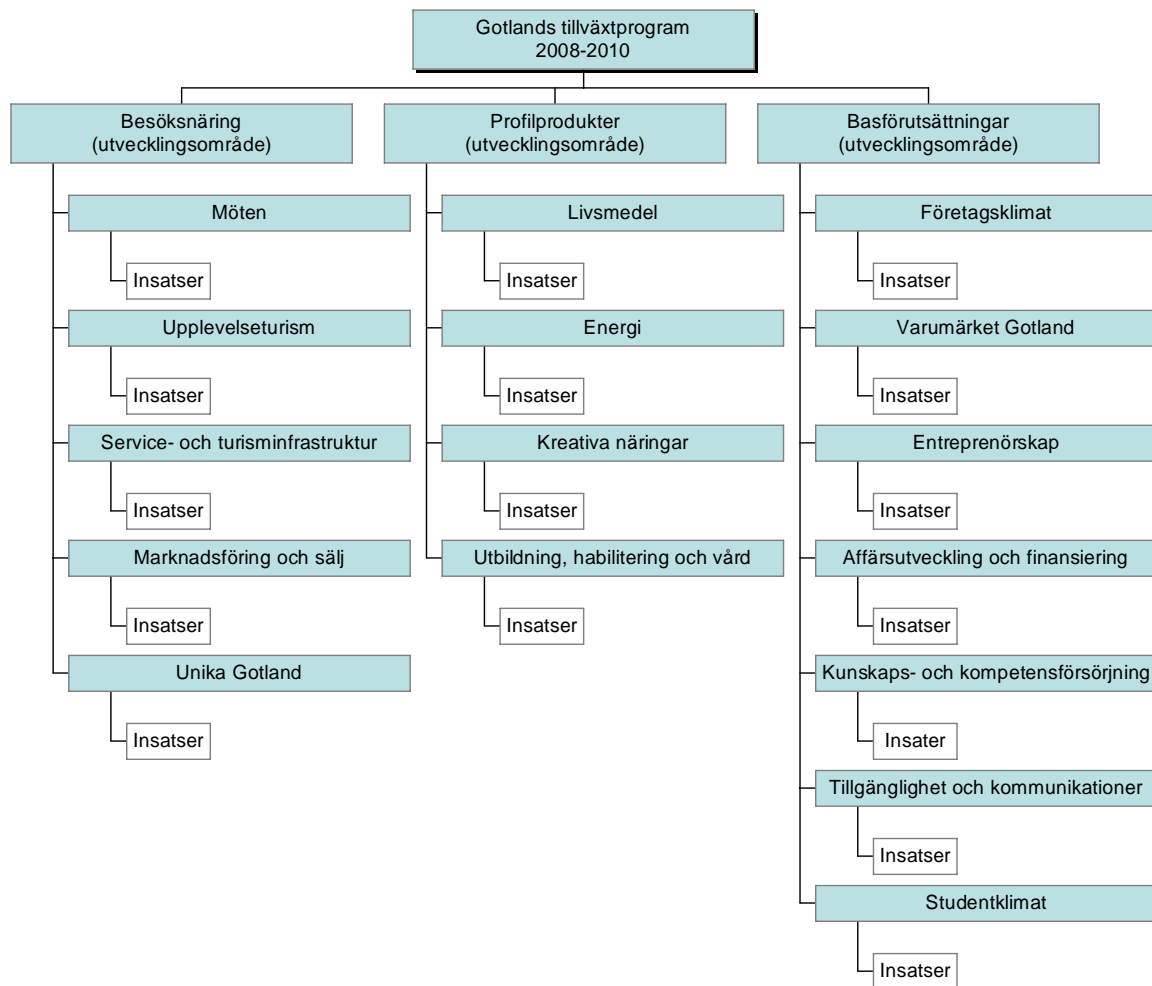 Gotlands tillväxtprogram
2008-2010
Besöksnäring
(utvecklingsområde)
Möten
Insatser
Upplevelseturism
Insatser
Service- och turisminfrastruktur
Insatser
Marknadsföring och sälj
Insatser
Unika Gotland
Insatser
Profilprodukter
(utvecklingsområde)
Livsmedel
Insatser
Energi
Insatser
Kreativa näringar
Insatser
Utbildning, habilitering och vård
Insatser
Basförutsättningar
(utvecklingsområde)
Företagsklimat
Insatser
Varumärket Gotland
Insatser
Entreprenörskap
Insatser
Affärsutveckling och finansiering
Insatser
Kunskaps- och kompetensförsörjning
Insater
Tillgänglighet och kommunikationer
Insatser
Studentklimat
Insatser